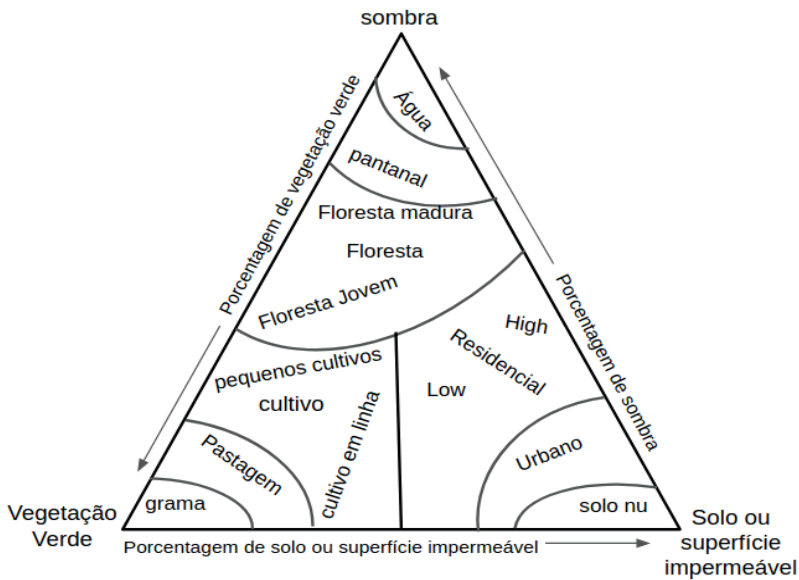 sombra
Porcentagem de vegetação verde
Água
pantanal
Floresta madura
Floresta
Floresta Jovem
Porcentagem de sombra
High
Residencial
Low
pequenos cultivos
cultivo
cultivo em linha
Pastagem
grama
Urbano
solo nu
Vegetação
Verde
Porcentagem de solo ou superfície impermeável
Solo ou
superfície
impermeável